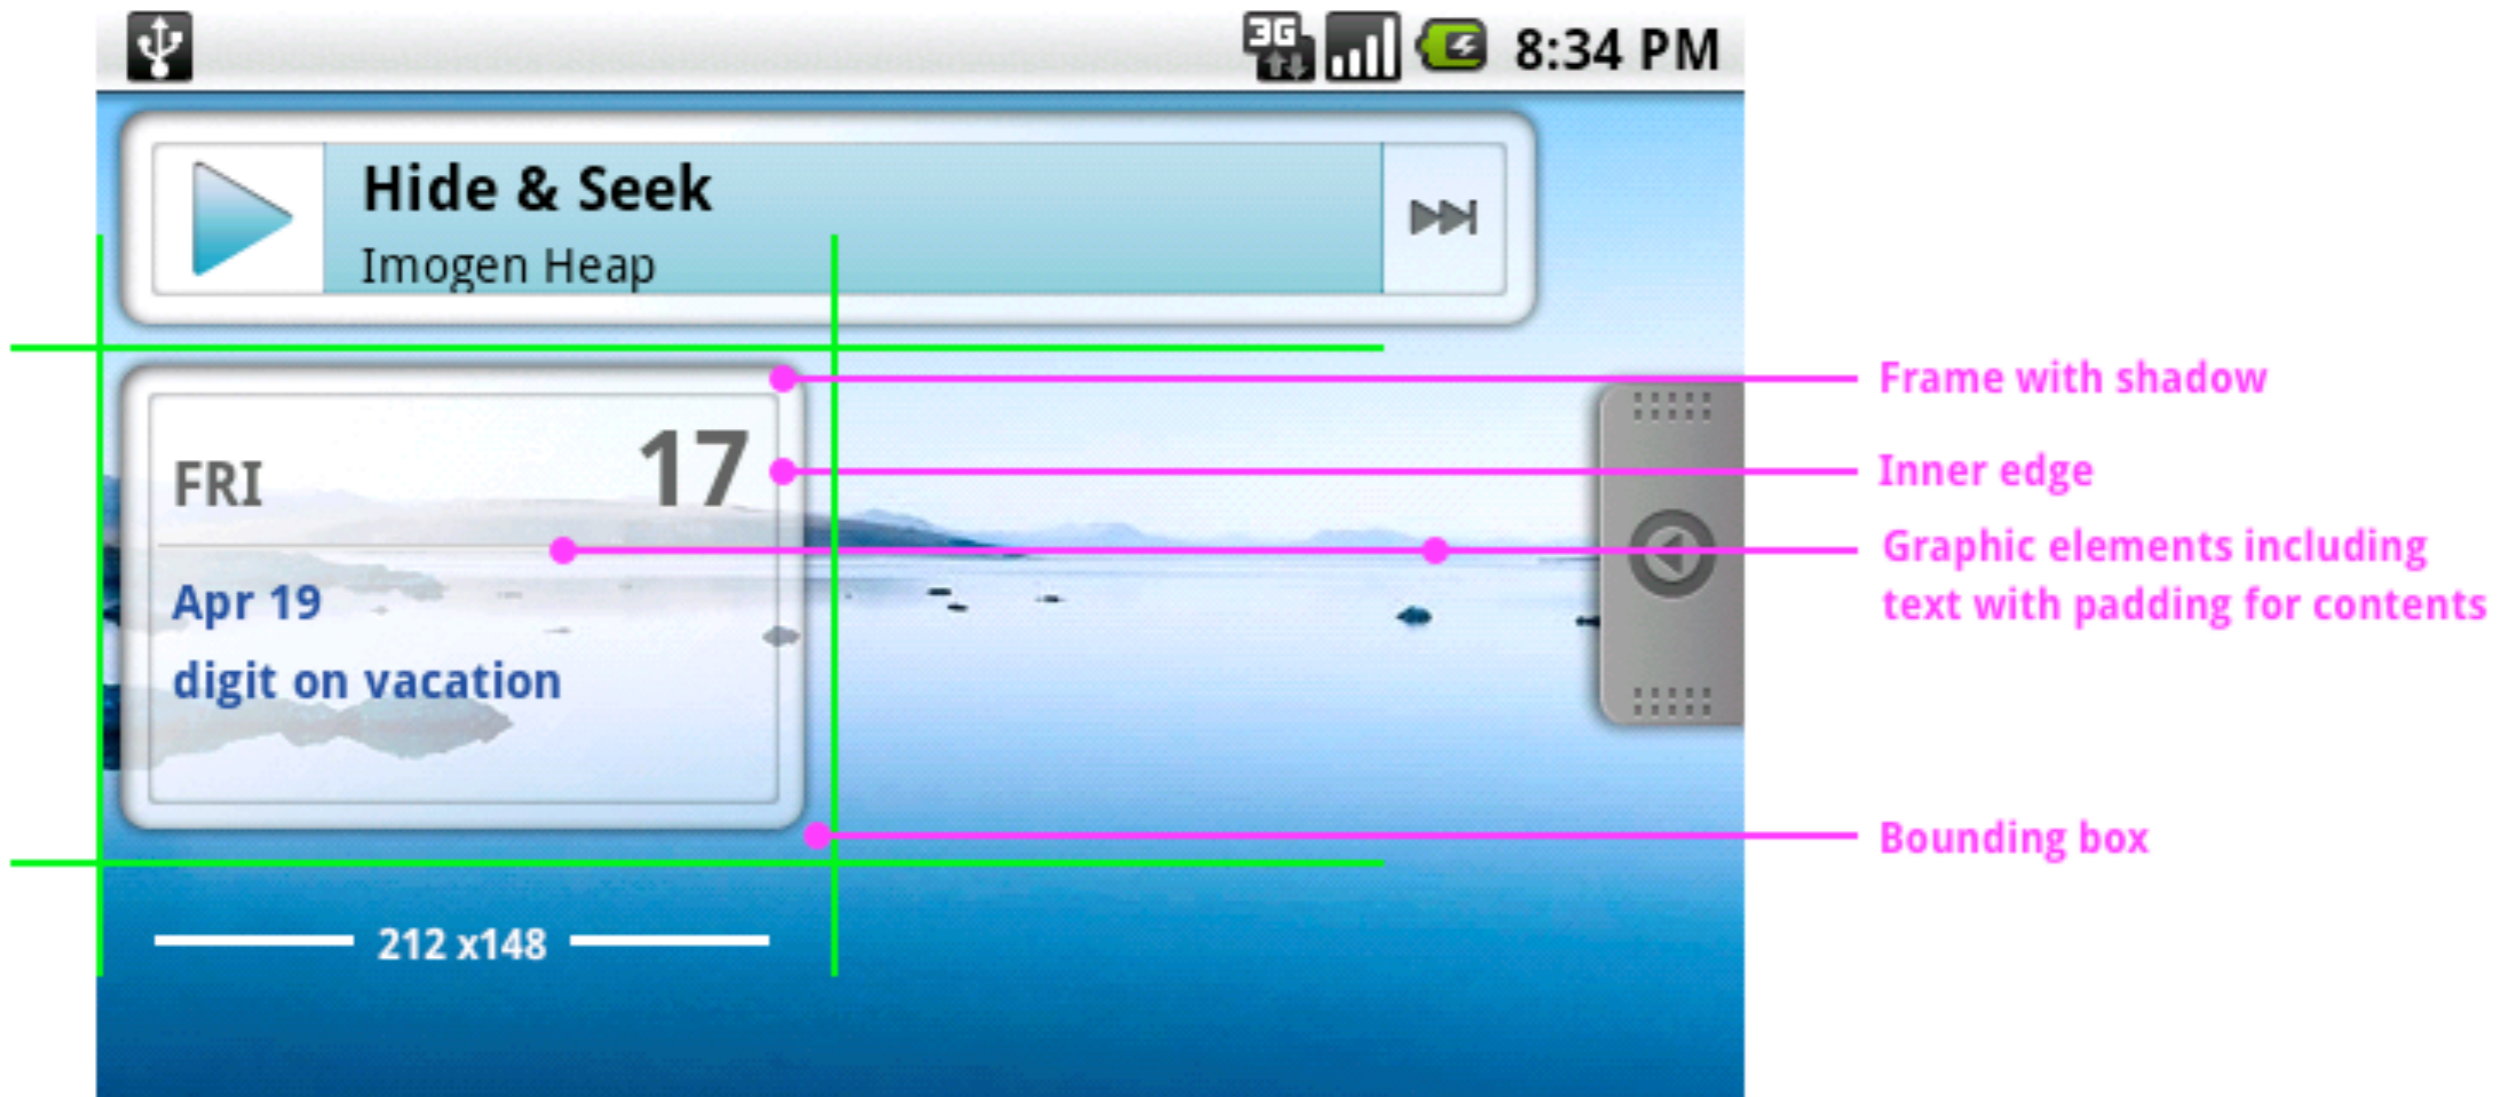 3G
8:34 PM
Hide & Seek
Imogen Heap
Frame with shadow
FRI
17
Inner edge
Graphic elements including
text with padding for contents
Apr 19
digit on vacation
Bounding box
212 x148